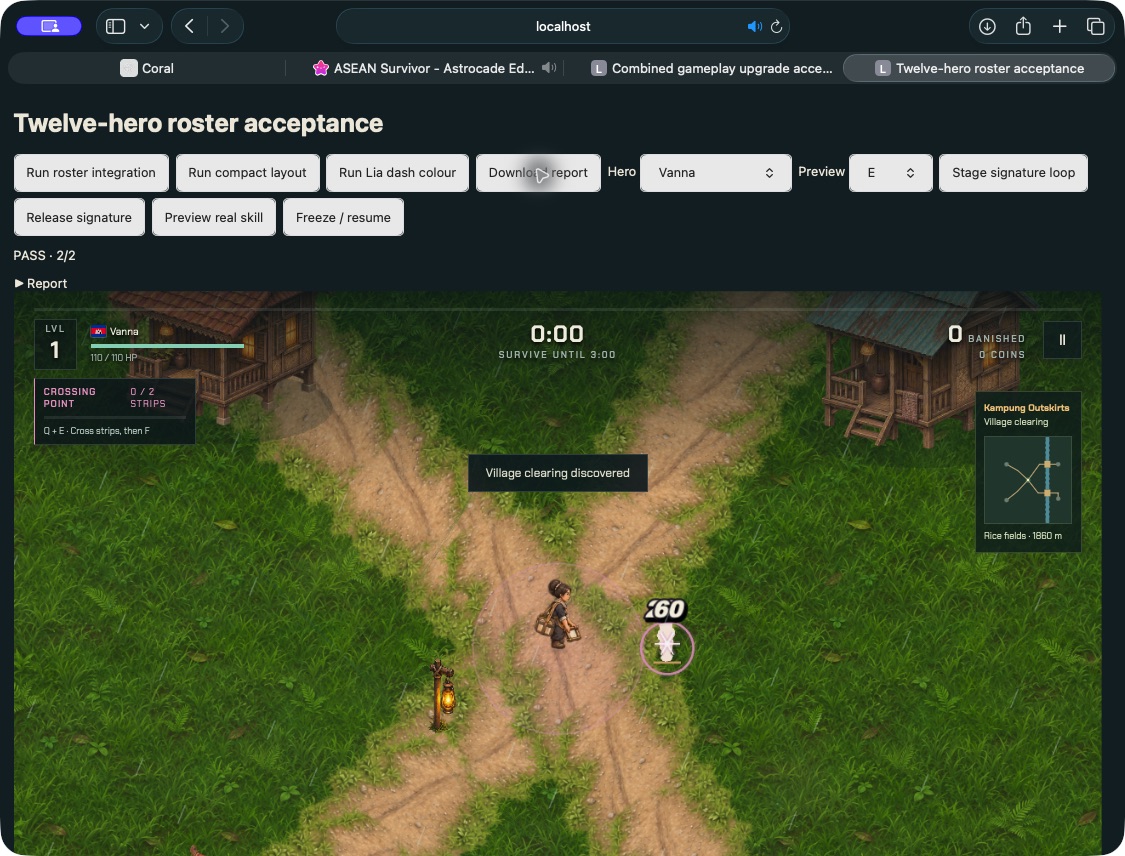 localhost
Coral
ASEAN Survivor - Astrocade Ed...
L Combined gameplay upgrade acce...
L Twelve-hero roster acceptance
Twelve-hero roster acceptance
Run roster integration
Run compact layout
Run Lia dash colour
Download report
Hero
Vanna
Preview
E
Stage signature loop
Release signature
Preview real skill
Freeze / resume
PASS · 2/2
Report
LVL
1
Vanna
110 / 110 HP
0:00
SURVIVE UNTIL 3:00
0 BANISHED
0 COINS
CROSSING POINT
0 / 2 STRIPS
Q + E · Cross strips, then F
Kampung Outskirts
Village clearing
Rice fields · 1860 m
Village clearing discovered